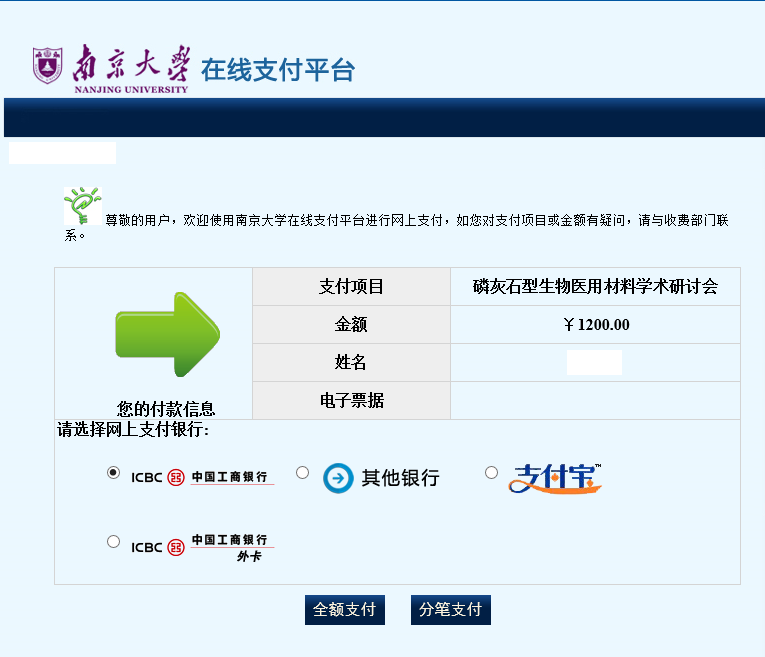 南京大学 在线支付平台
NANJING UNIVERSITY
尊敬的用户，欢迎使用南京大学在线支付平台进行网上支付，如您对支付项目或金额有疑问，请与收费部门联
系。
支付项目 磷灰石型生物医用材料学术研讨会
金额 ￥1200.00
姓名
电子票据
您的付款信息
请选择网上支付银行：
ICBC 中国工商银行 其他银行 支付宝™
ICBC 中国工商银行
外卡
全额支付 分笔支付